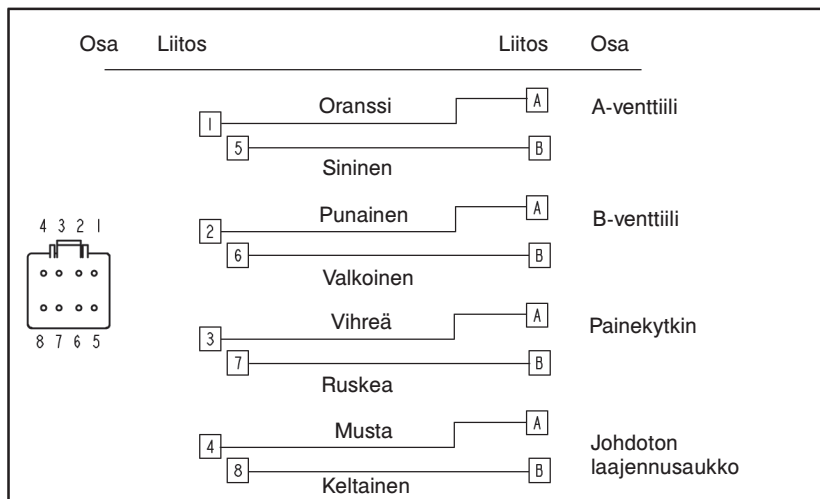 Osa Liitos Liitos Osa
Oranssi A A-venttiili
1
5 B
Sininen
Punainen A B-venttiili
2
6 B
Valkoinen
4 3 2 1
8 7 6 5
Vihreä A Painekytkin
3
7 B
Ruskea
Musta A
4
Johdoton
8 B laajennusaukko
Keltainen